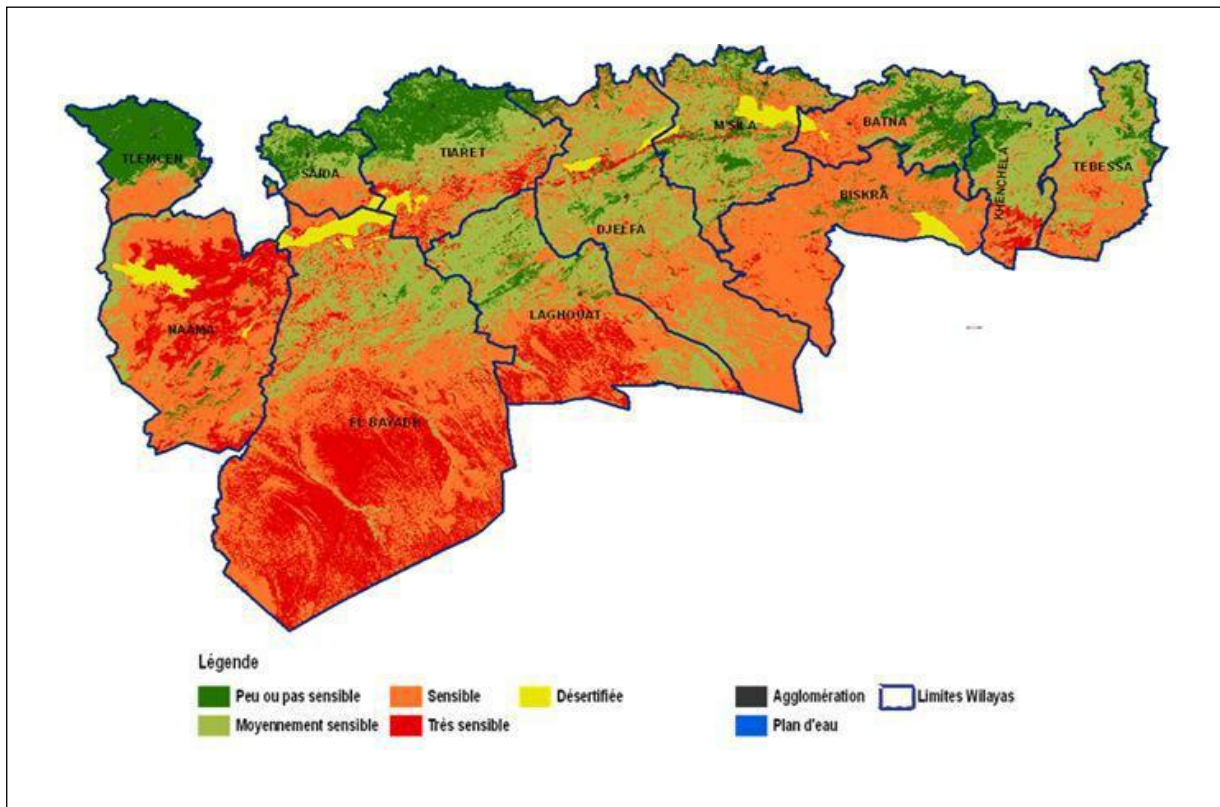 TLEMCEN
SAIDA
TIARET
M'SILA
BATNA
KHENCHELA
TEBESSA
BISKRA
DJELFA
NAAMA
LAGHOUAT
EL BAYADH
Légende
Peu ou pas sensible
Sensible
Désertifiée
Agglomération
Limites Wilayas
Moyennement sensible
Très sensible
Plan d'eau